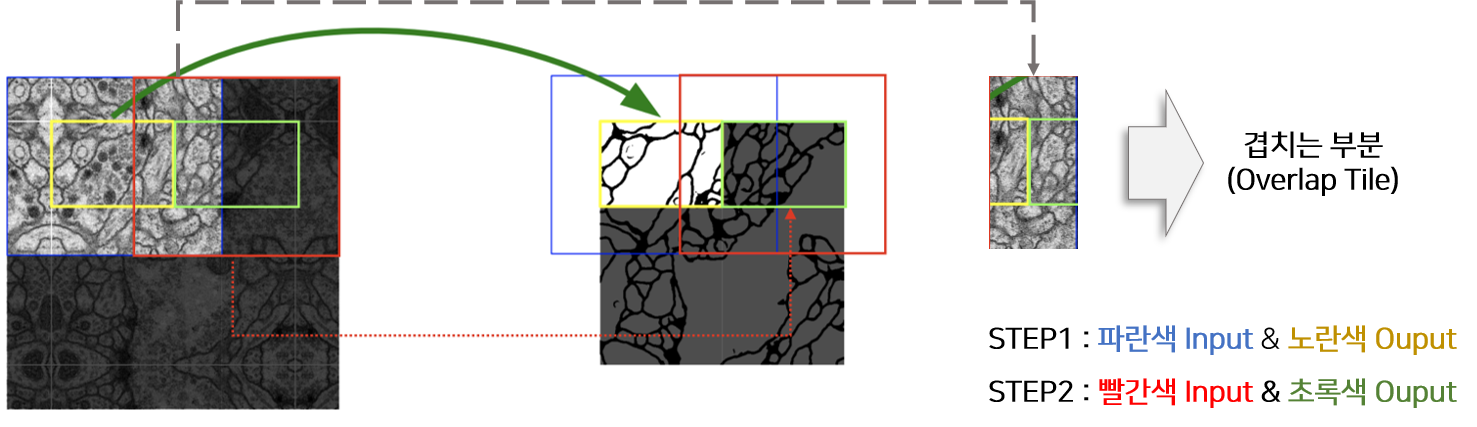 겹치는 부분
(Overlap Tile)
STEP1 : 파란색 Input & 노란색 Ouput
STEP2 : 빨간색 Input & 초록색 Ouput